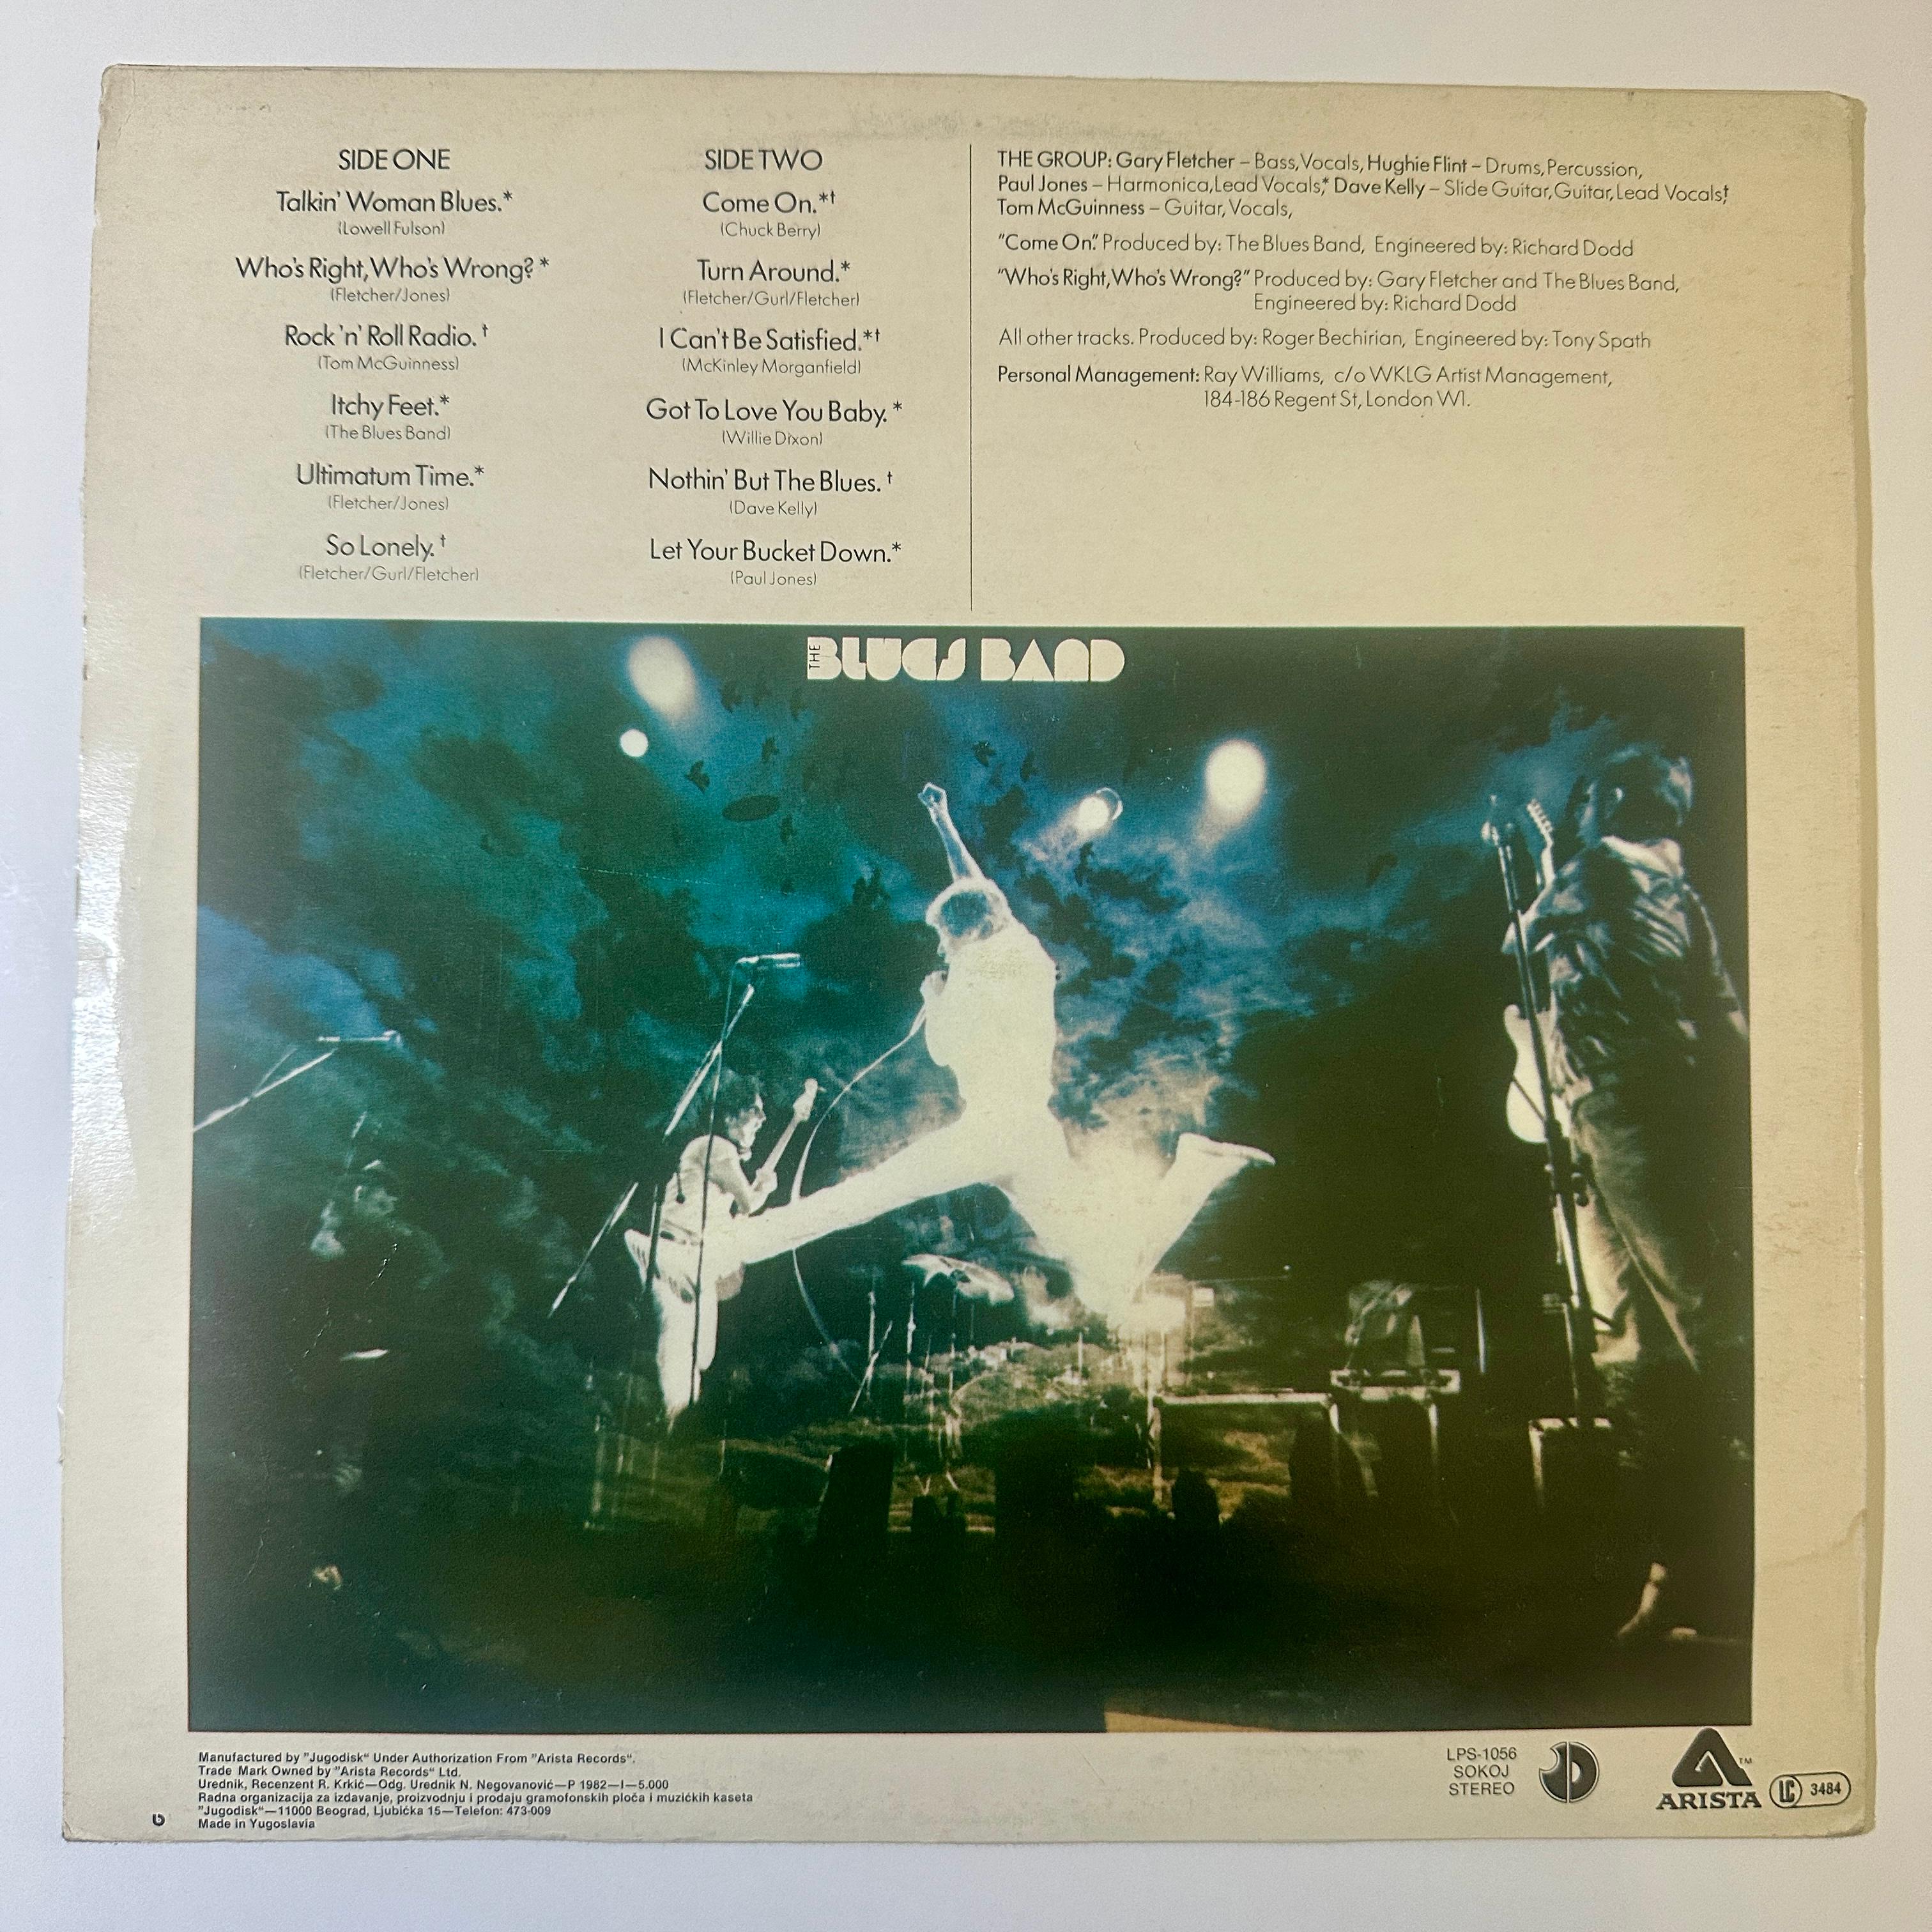 SIDE ONE
Talkin' Woman Blues.*
(Lowell Fulson)
Who's Right, Who's Wrong? *
(Fletcher/Jones)
Rock 'n' Roll Radio. †
(Tom McGuinness)
Itchy Feet.*
(The Blues Band)
Ultimatum Time.*
(Fletcher/Jones)
So Lonely. †
(Fletcher/Gurl/Fletcher)
SIDE TWO
Come On.*†
(Chuck Berry)
Turn Around.*
(Fletcher/Gurl/Fletcher)
I Can't Be Satisfied.*†
(McKinley Morganfield)
Got To Love You Baby. *
(Willie Dixon)
Nothin' But The Blues. †
(Dave Kelly)
Let Your Bucket Down.*
(Paul Jones)
THE GROUP: Gary Fletcher – Bass, Vocals, Hughie Flint – Drums, Percussion,
Paul Jones – Harmonica, Lead Vocals,* Dave Kelly – Slide Guitar, Guitar, Lead Vocals,†
Tom McGuinness – Guitar, Vocals,
"Come On." Produced by: The Blues Band, Engineered by: Richard Dodd
"Who's Right, Who's Wrong?" Produced by: Gary Fletcher and The Blues Band,
Engineered by: Richard Dodd
All other tracks. Produced by: Roger Bechirian, Engineered by: Tony Spath
Personal Management: Ray Williams, c/o WKLG Artist Management,
184-186 Regent St, London W1.
THE BLUES BAND
Manufactured by "Jugodisk" Under Authorization From "Arista Records".
Trade Mark Owned by "Arista Records" Ltd.
Urednik, Recenzent R. Krkić—Odg. Urednik N. Negovanović—P 1982—I—5.000
Radna organizacija za izdavanje, proizvodnju i prodaju gramofonskih ploča i muzićkih kaseta
"Jugodisk"—11000 Beograd, Ljubićka 15—Telefon: 473-009
Made in Yugoslavia
LPS-1056
SOKOJ
STEREO
TM
ARISTA
LC 3484